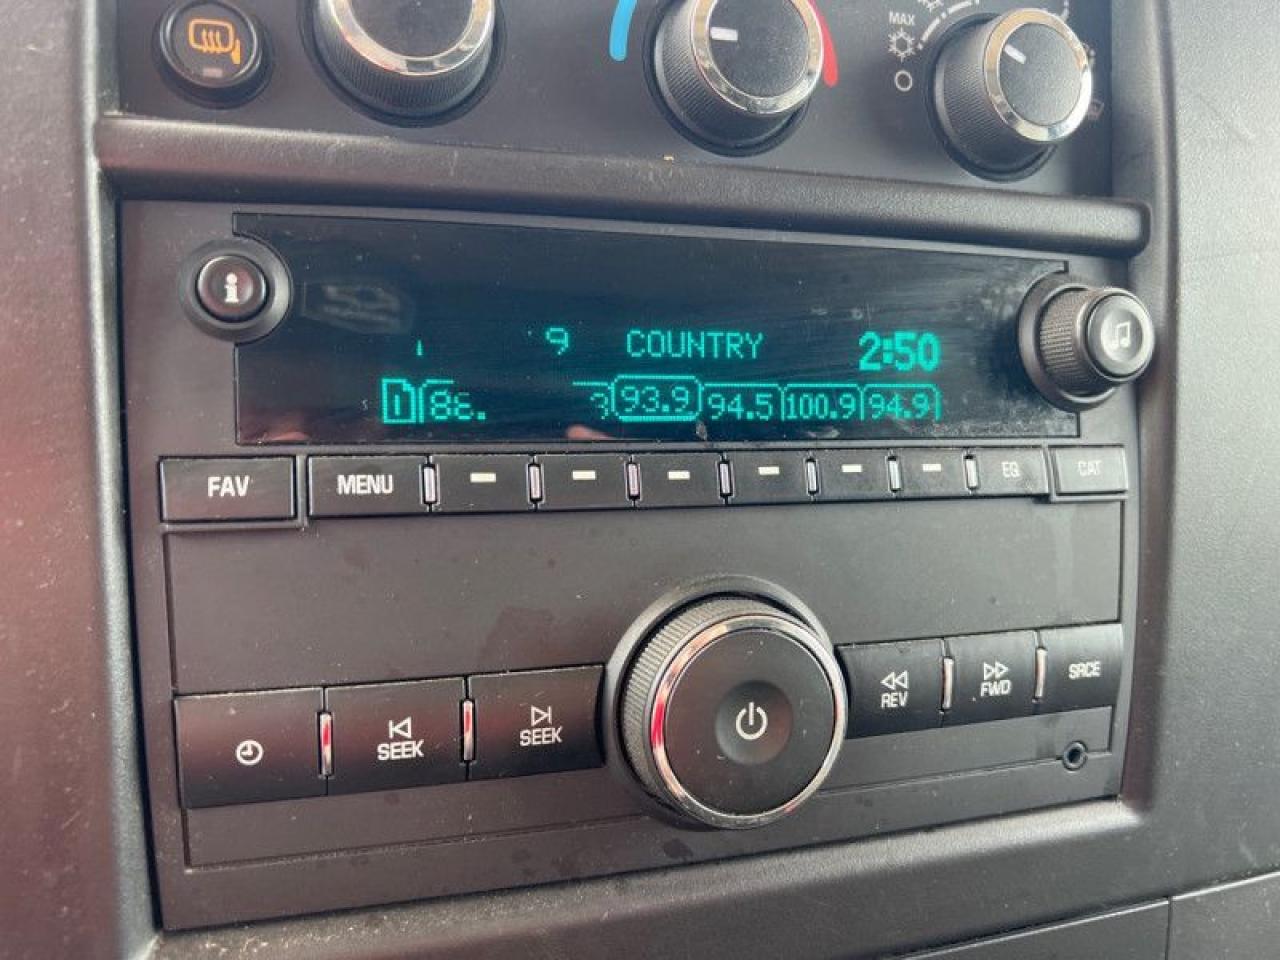 MAX
9 COUNTRY 2:50
1 93.9 94.5 100.9 94.9
FAV MENU EQ CAT
SEEK SEEK REV FWD SRCE